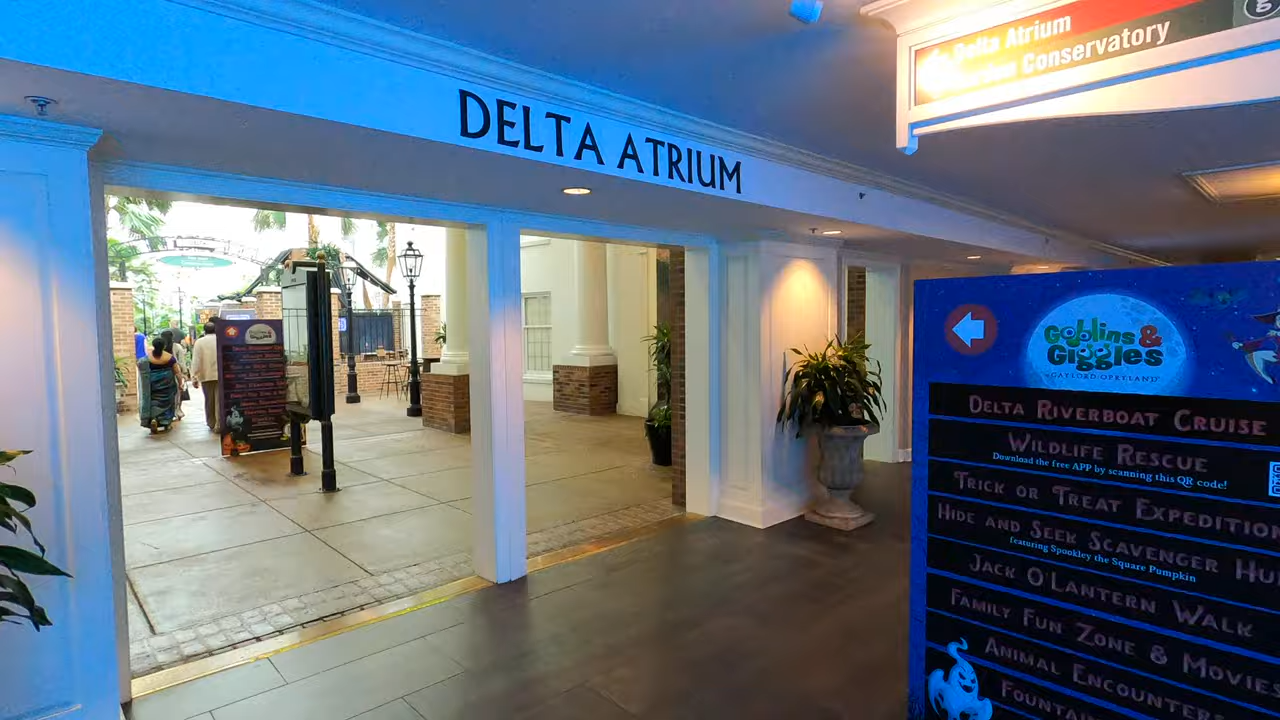 DELTA ATRIUM
Delta Atrium
Conservatory
Goblins &
Giggles
GAYLORD OPRYLAND
DELTA RIVERBOAT CRUISE
WILDLIFE RESCUE
Download the free APP by scanning this QR code!
TRICK OR TREAT EXPEDITION
HIDE AND SEEK SCAVENGER HU
featuring Spookley the Square Pumpkin
JACK O'LANTERN WALK
FAMILY FUN ZONE & MOVIES
ANIMAL ENCOUNTER
FOUNTAI